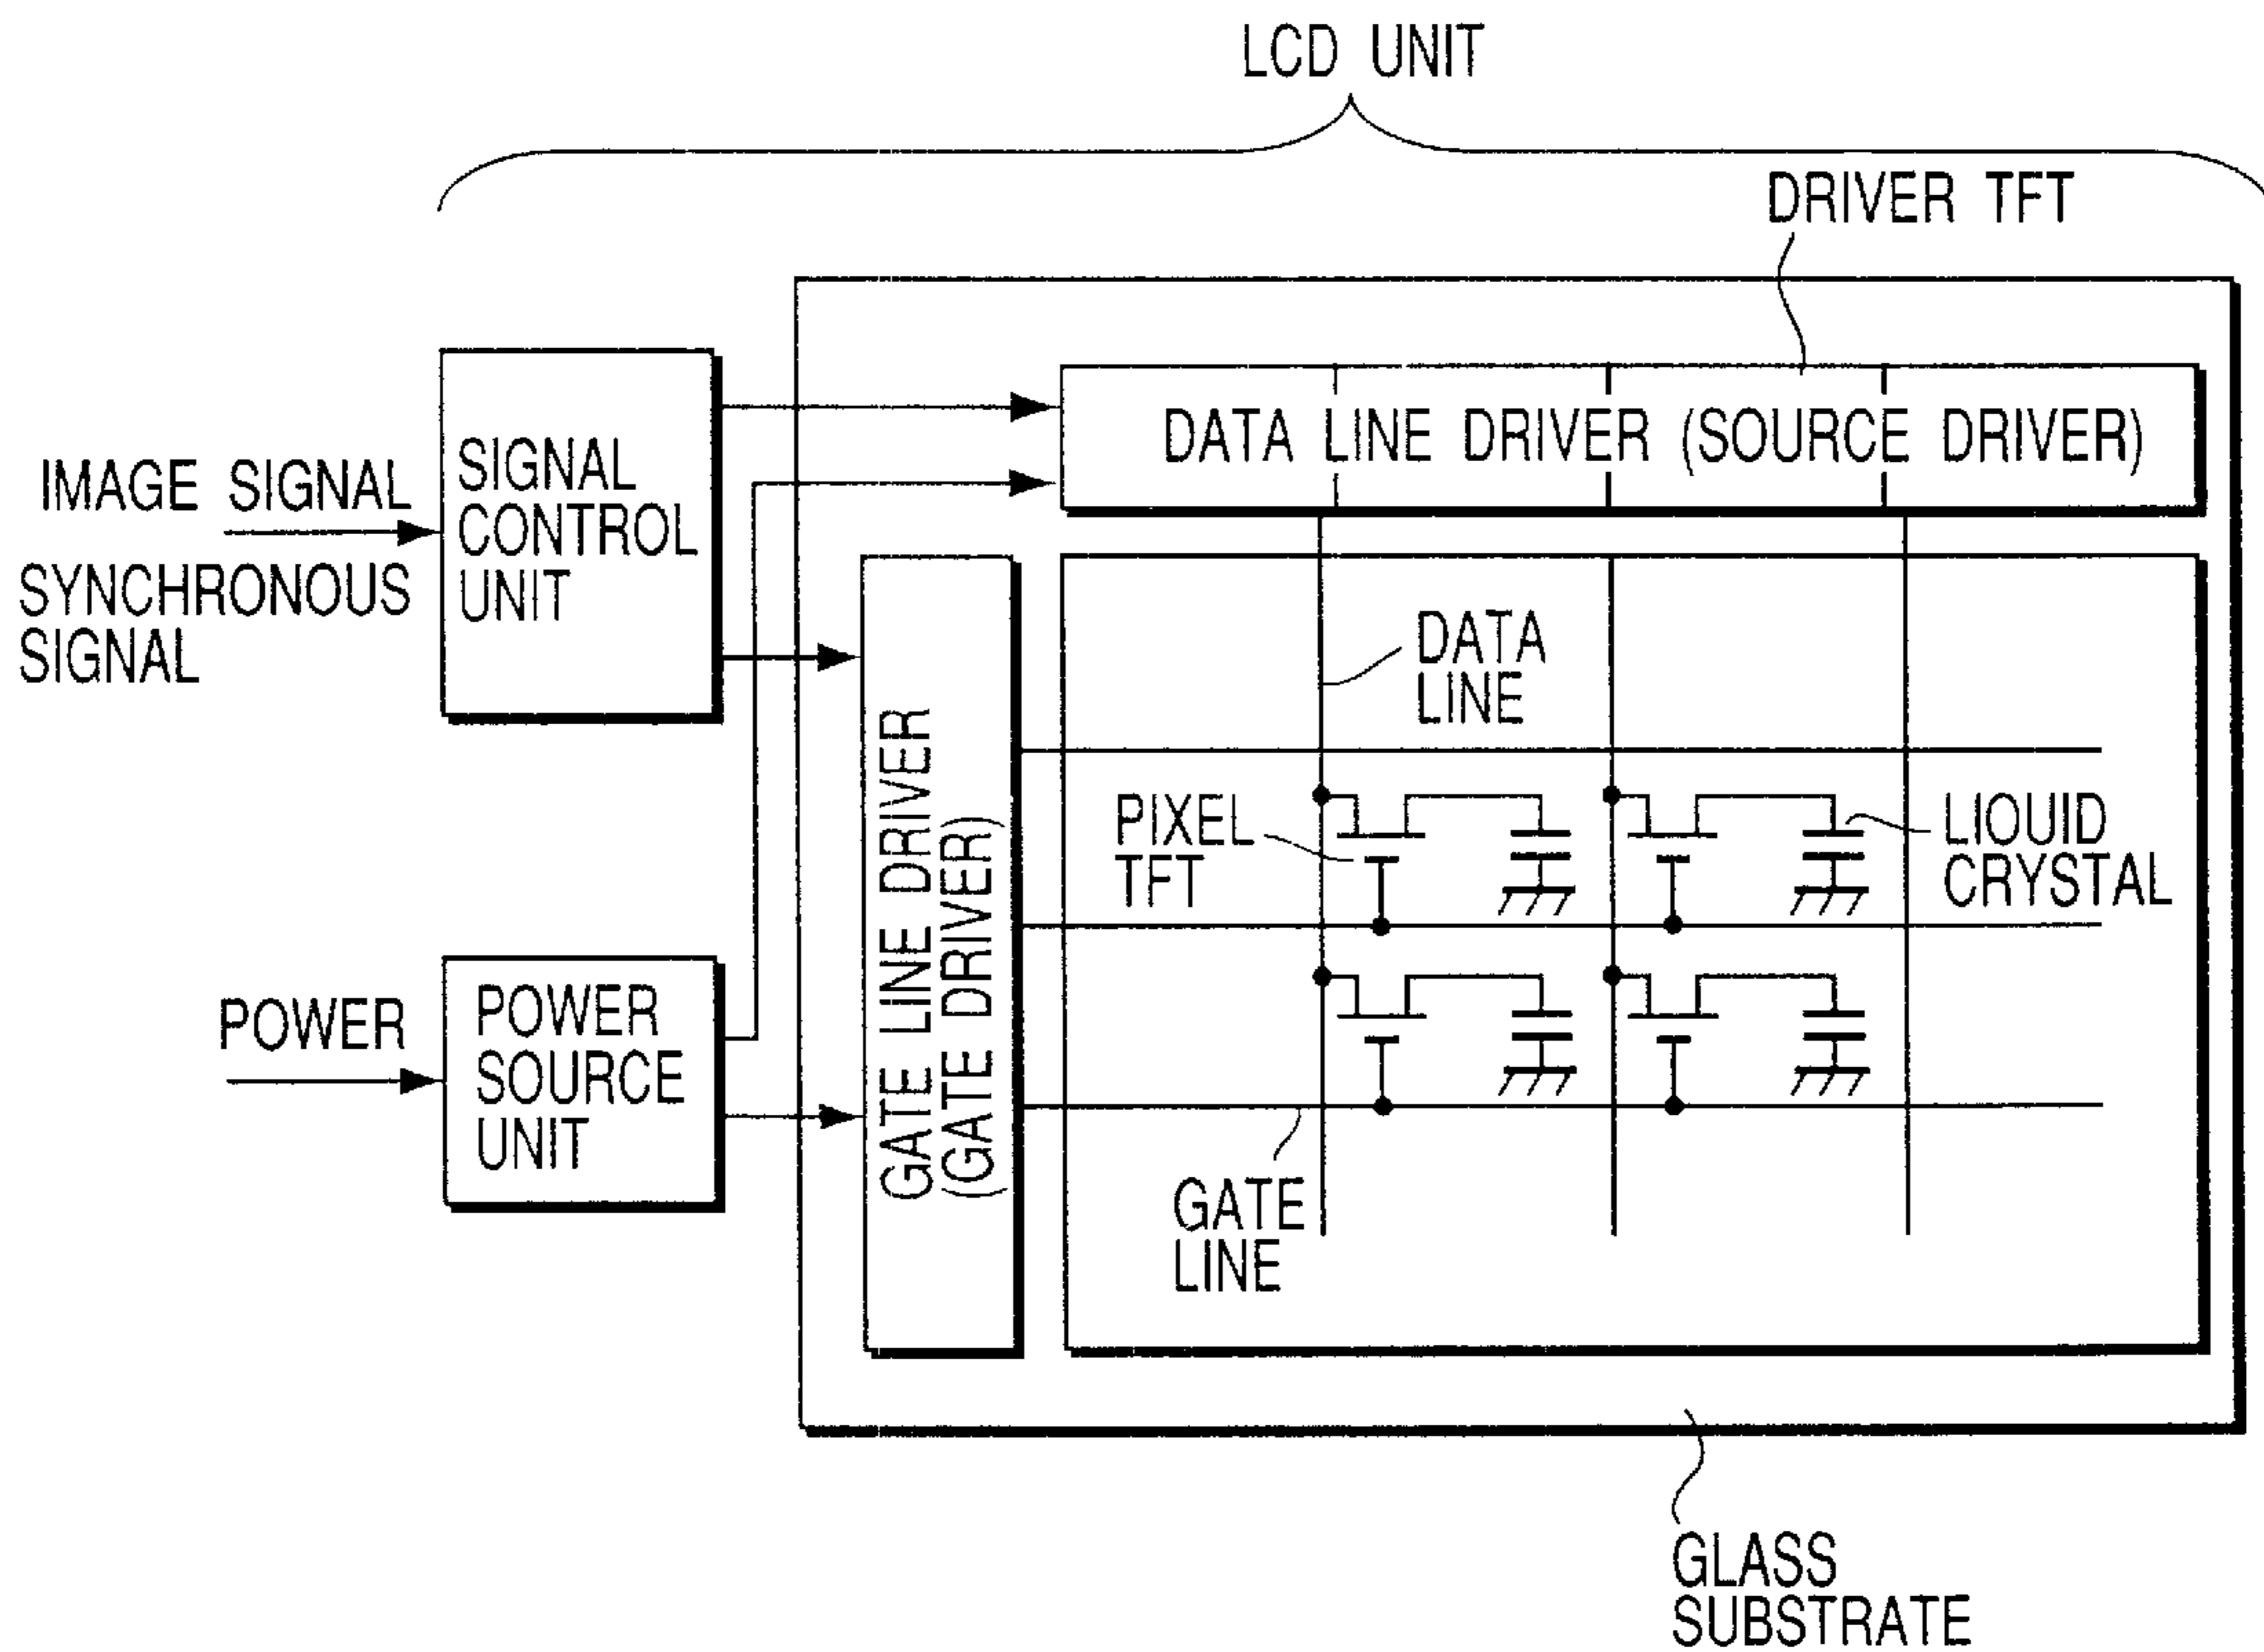 LCD UNIT
DRIVER TFT
DATA LINE DRIVER (SOURCE DRIVER)
IMAGE SIGNAL
SYNCHRONOUS
SIGNAL
SIGNAL
CONTROL
UNIT
DATA
LINE
GATE LINE DRIVER
(GATE DRIVER)
PIXEL
TFT
LIOUID
CRYSTAL
POWER
POWER
SOURCE
UNIT
GATE
LINE
GLASS
SUBSTRATE